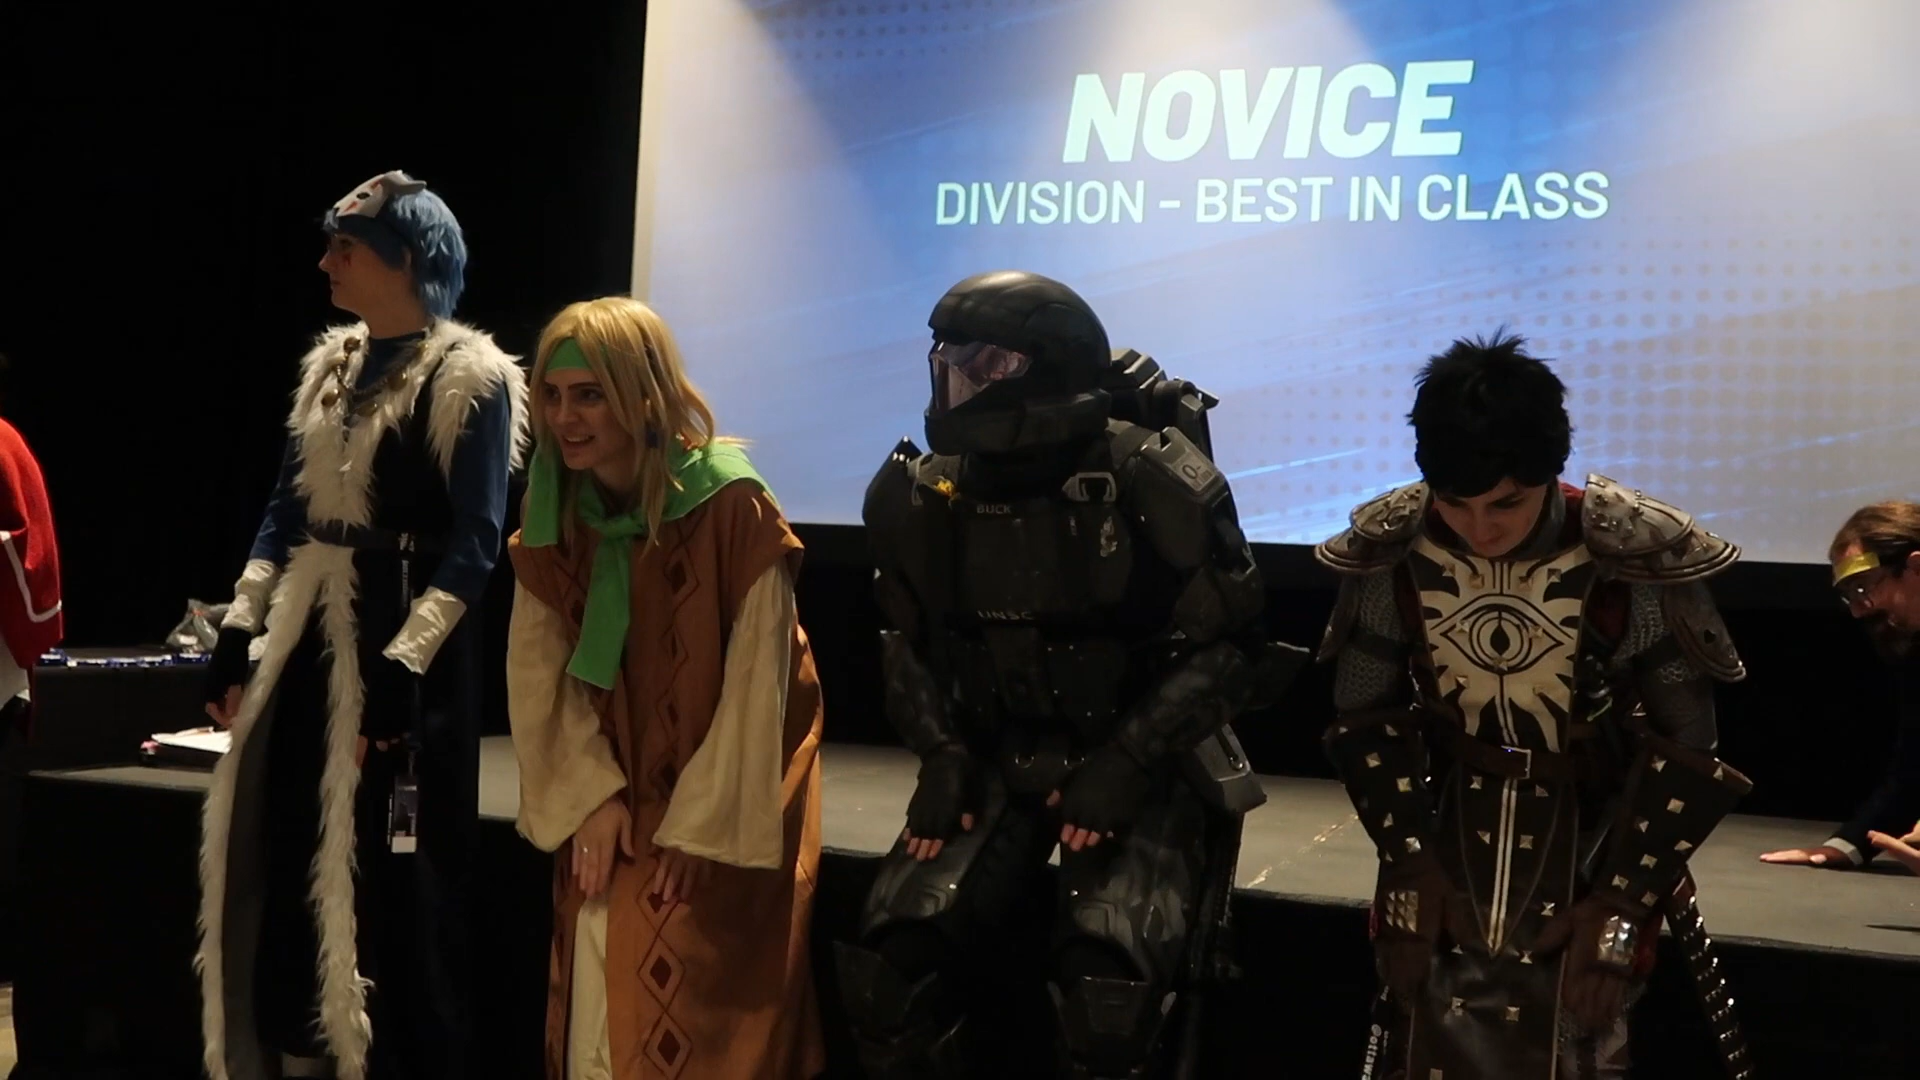 NOVICE
DIVISION - BEST IN CLASS
BUCK
UNSC